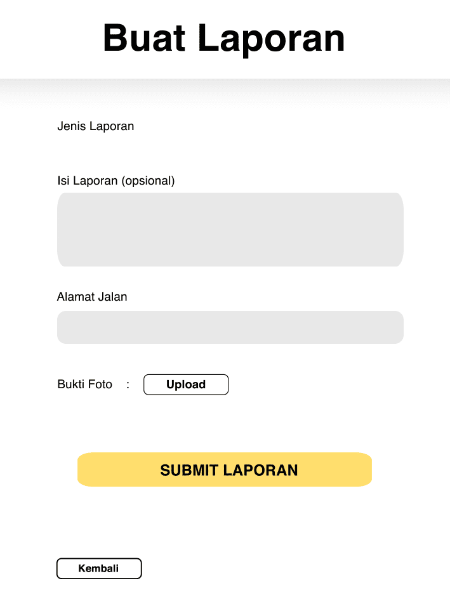 Buat Laporan
Jenis Laporan
Isi Laporan (opsional)
Alamat Jalan
Bukti Foto : Upload
SUBMIT LAPORAN
Kembali